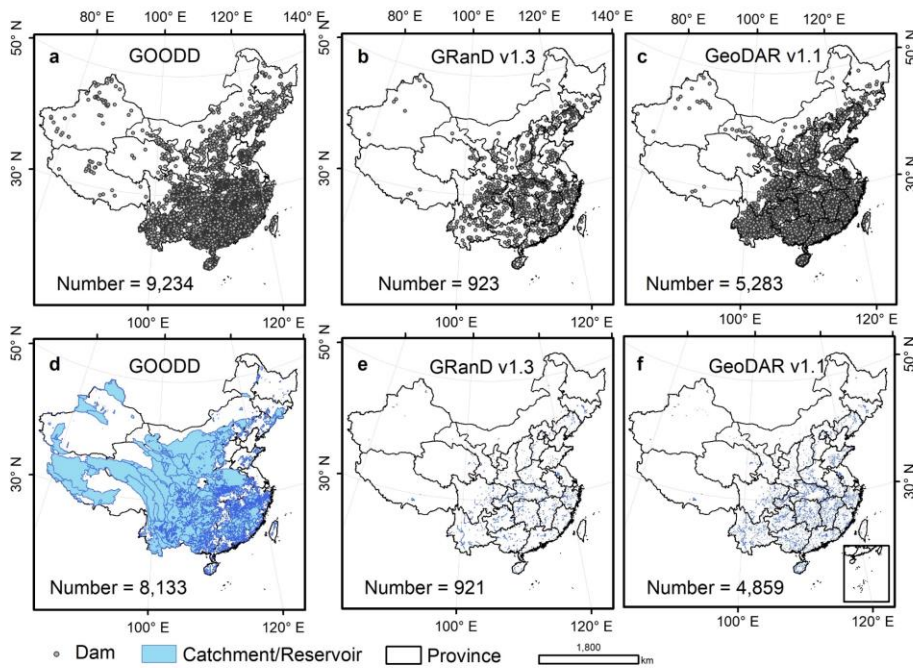 80° E 100° E 120° E 140° E 80° E 100° E 120° E 80° E 100° E 120° E 140° E
50° N 50° N
a GOODD b GRanD v1.3 c GeoDAR v1.1
30° N 30° N 30° N
Number = 9,234 Number = 923 Number = 5,283
100° E 120° E 100° E 120° E 100° E 120° E
50° N 50° N
d GOODD e GRanD v1.3 f GeoDAR v1.1
30° N 30° N 30° N
Number = 8,133 Number = 921 Number = 4,859
100° E 120° E 100° E 120° E 100° E 120° E
Dam Catchment/Reservoir Province 1,800 km